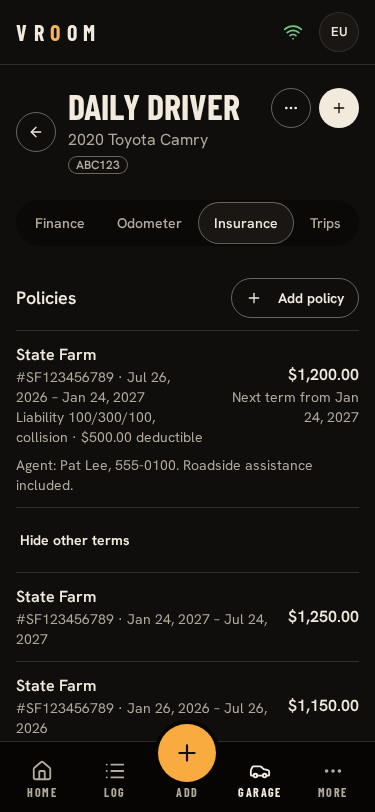 VROOM
EU
DAILY DRIVER
2020 Toyota Camry
ABC123
Finance
Odometer
Insurance
Trips
Policies
Add policy
State Farm
#SF123456789 · Jul 26,
2026 – Jan 24, 2027
Liability 100/300/100,
collision · $500.00 deductible
$1,200.00
Next term from Jan
24, 2027
Agent: Pat Lee, 555-0100. Roadside assistance
included.
Hide other terms
State Farm
#SF123456789 · Jan 24, 2027 – Jul 24,
2027
$1,250.00
State Farm
#SF123456789 · Jan 26, 2026 – Jul 26,
2026
$1,150.00
HOME
LOG
ADD
GARAGE
MORE